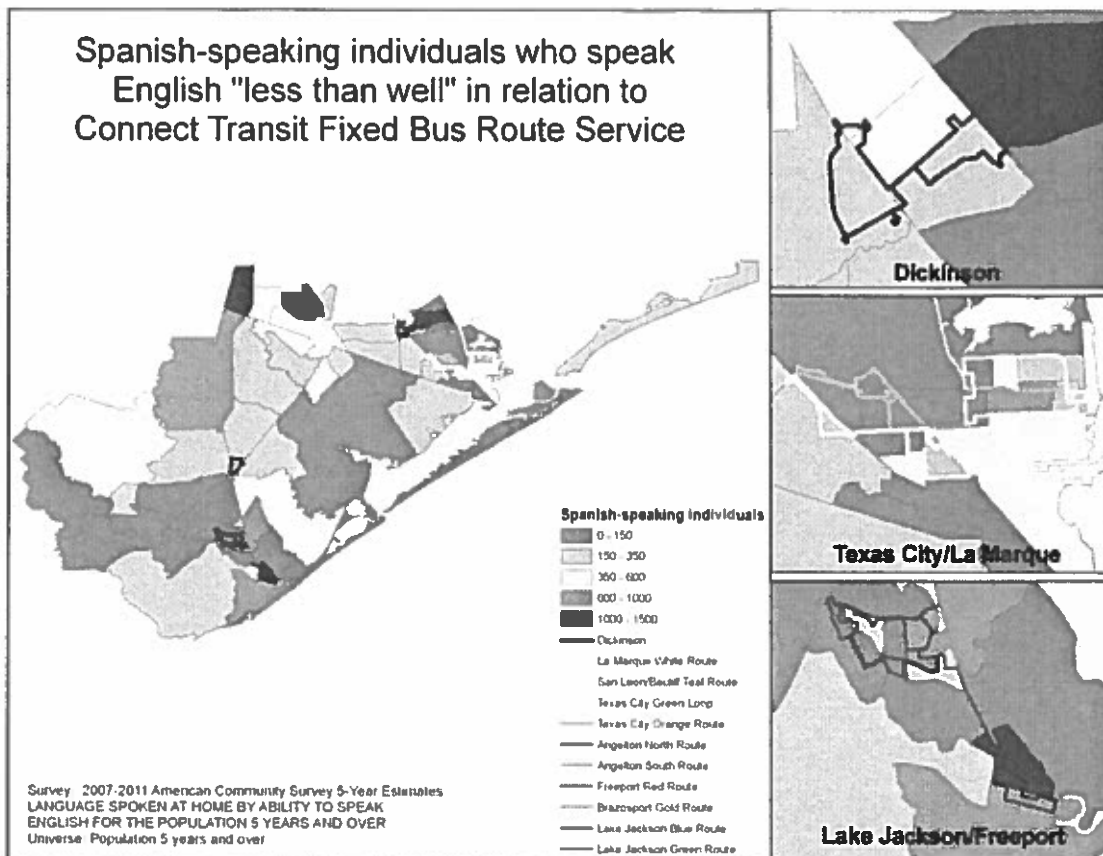 Spanish-speaking individuals who speak
English "less than well" in relation to
Connect Transit Fixed Bus Route Service
Spanish-speaking individuals
0 - 150
150 - 350
350 - 600
600 - 1000
1000 - 1500
Dickinson
La Marque White Route
San Leon/Bacliff Teal Route
Texas City Green Loop
Texas City Orange Route
Angelton North Route
Angelton South Route
Freeport Red Route
Brazosport Gold Route
Lake Jackson Blue Route
Lake Jackson Green Route
Survey: 2007-2011 American Community Survey 5-Year Estimates
LANGUAGE SPOKEN AT HOME BY ABILITY TO SPEAK
ENGLISH FOR THE POPULATION 5 YEARS AND OVER
Universe: Population 5 years and over
Dickinson
Texas City/La Marque
Lake Jackson/Freeport